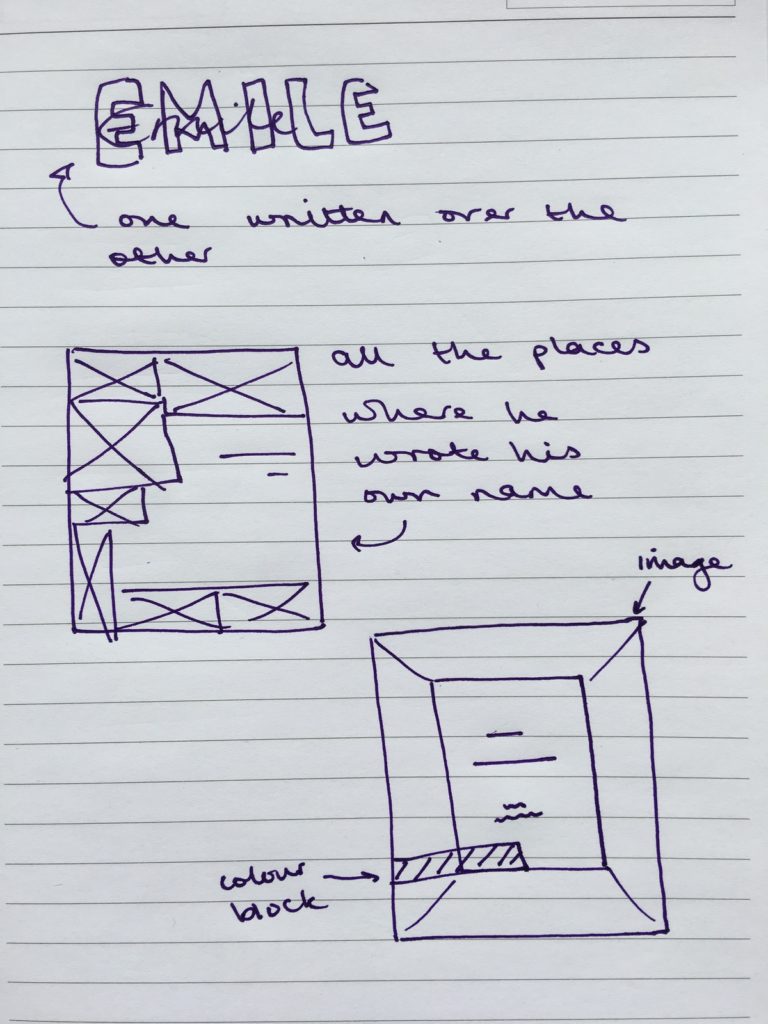 EMILE
Emile
one written over the
other
all the places
where he
wrote his
own name
image
colour
block